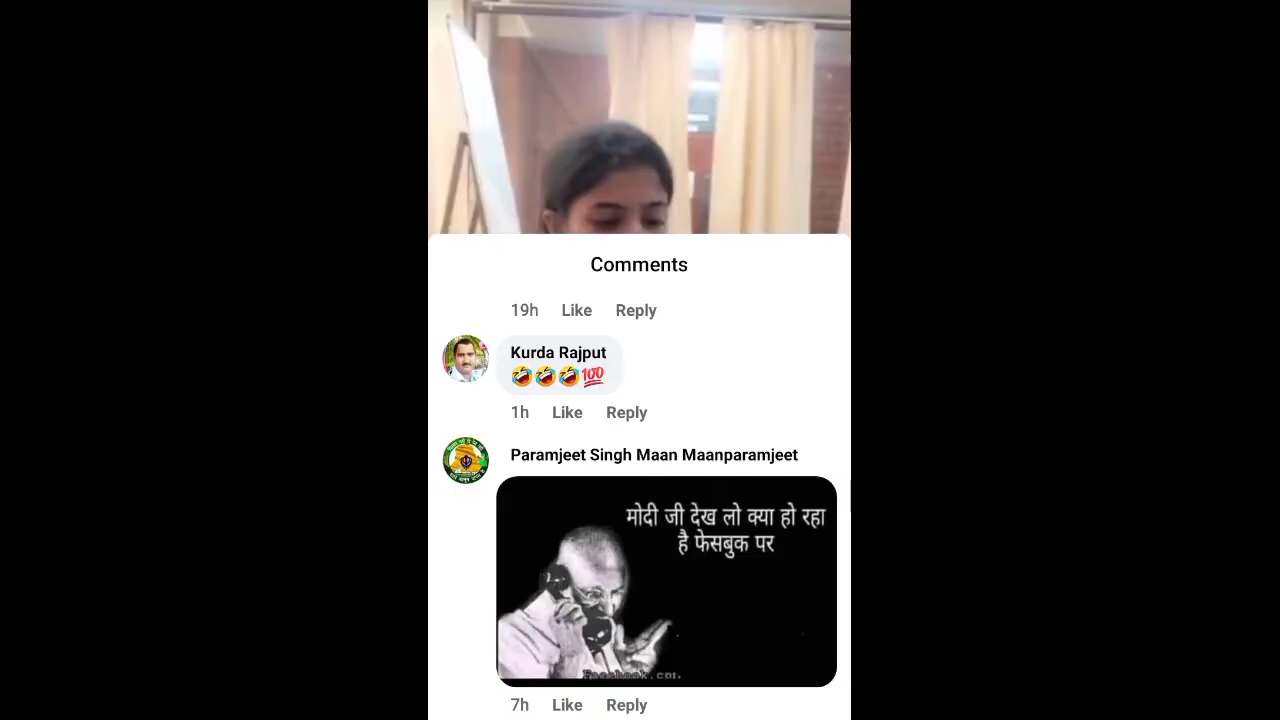 Comments
19h Like Reply
Kurda Rajput
🤣🤣🤣💯
1h Like Reply
Paramjeet Singh Maan Maanparamjeet
मोदी जी देख लो क्या हो रहा
है फेसबुक पर
7h Like Reply